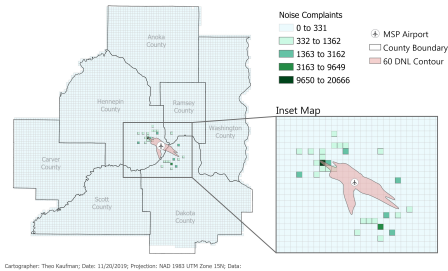 Noise Complaints
0 to 331
332 to 1362
1363 to 3162
3163 to 9649
9650 to 20666
MSP Airport
County Boundary
60 DNL Contour
Anoka
County
Hennepin
County
Ramsey
County
Washington
County
Carver
County
Scott
County
Dakota
County
Inset Map
Cartographer: Theo Kaufman; Date: 11/20/2019; Projection: NAD 1983 UTM Zone 15N; Data: